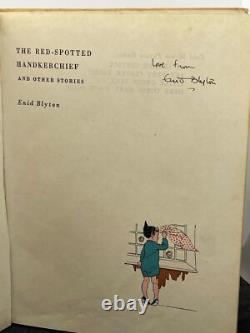 THE RED-SPOTTED
HANDKERCHIEF
AND OTHER STORIES
Enid Blyton
love from
Enid Blyton